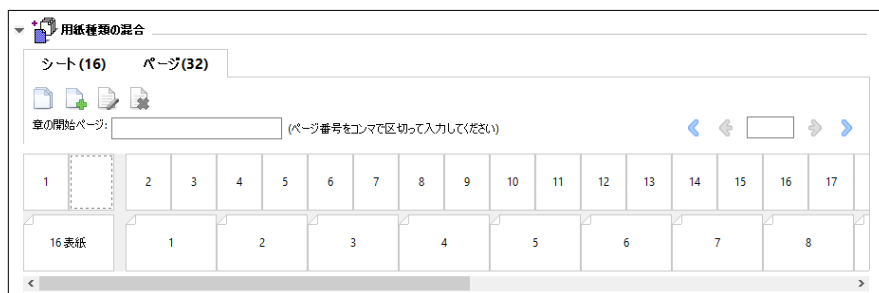 用紙種類の混合
シート(16) ページ(32)
章の開始ページ: (ページ番号をコンマで区切って入力してください)
1 2 3 4 5 6 7 8 9 10 11 12 13 14 15 16 17
16 表紙 1 2 3 4 5 6 7 8